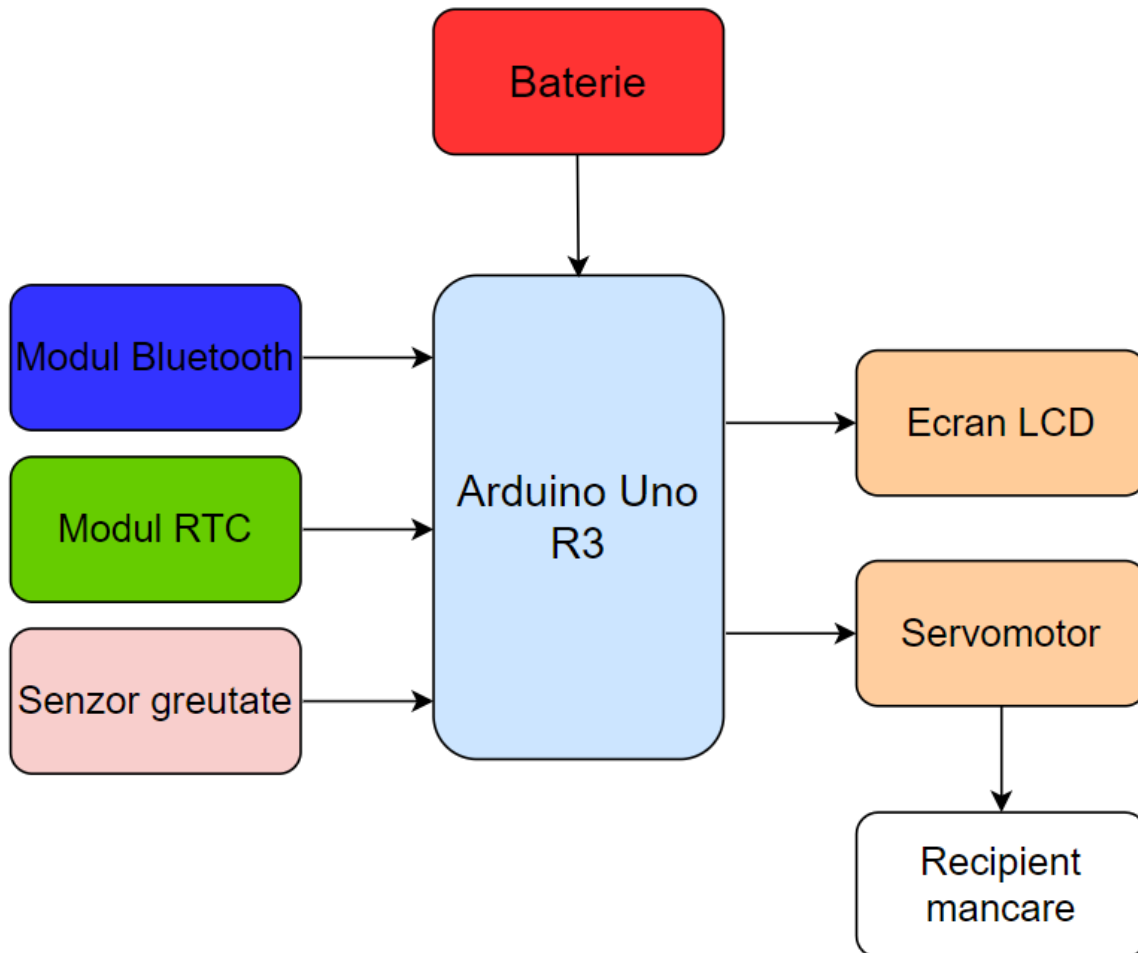 Baterie
Modul Bluetooth
Modul RTC
Senzor greutate
Arduino Uno
R3
Ecran LCD
Servomotor
Recipient
mancare